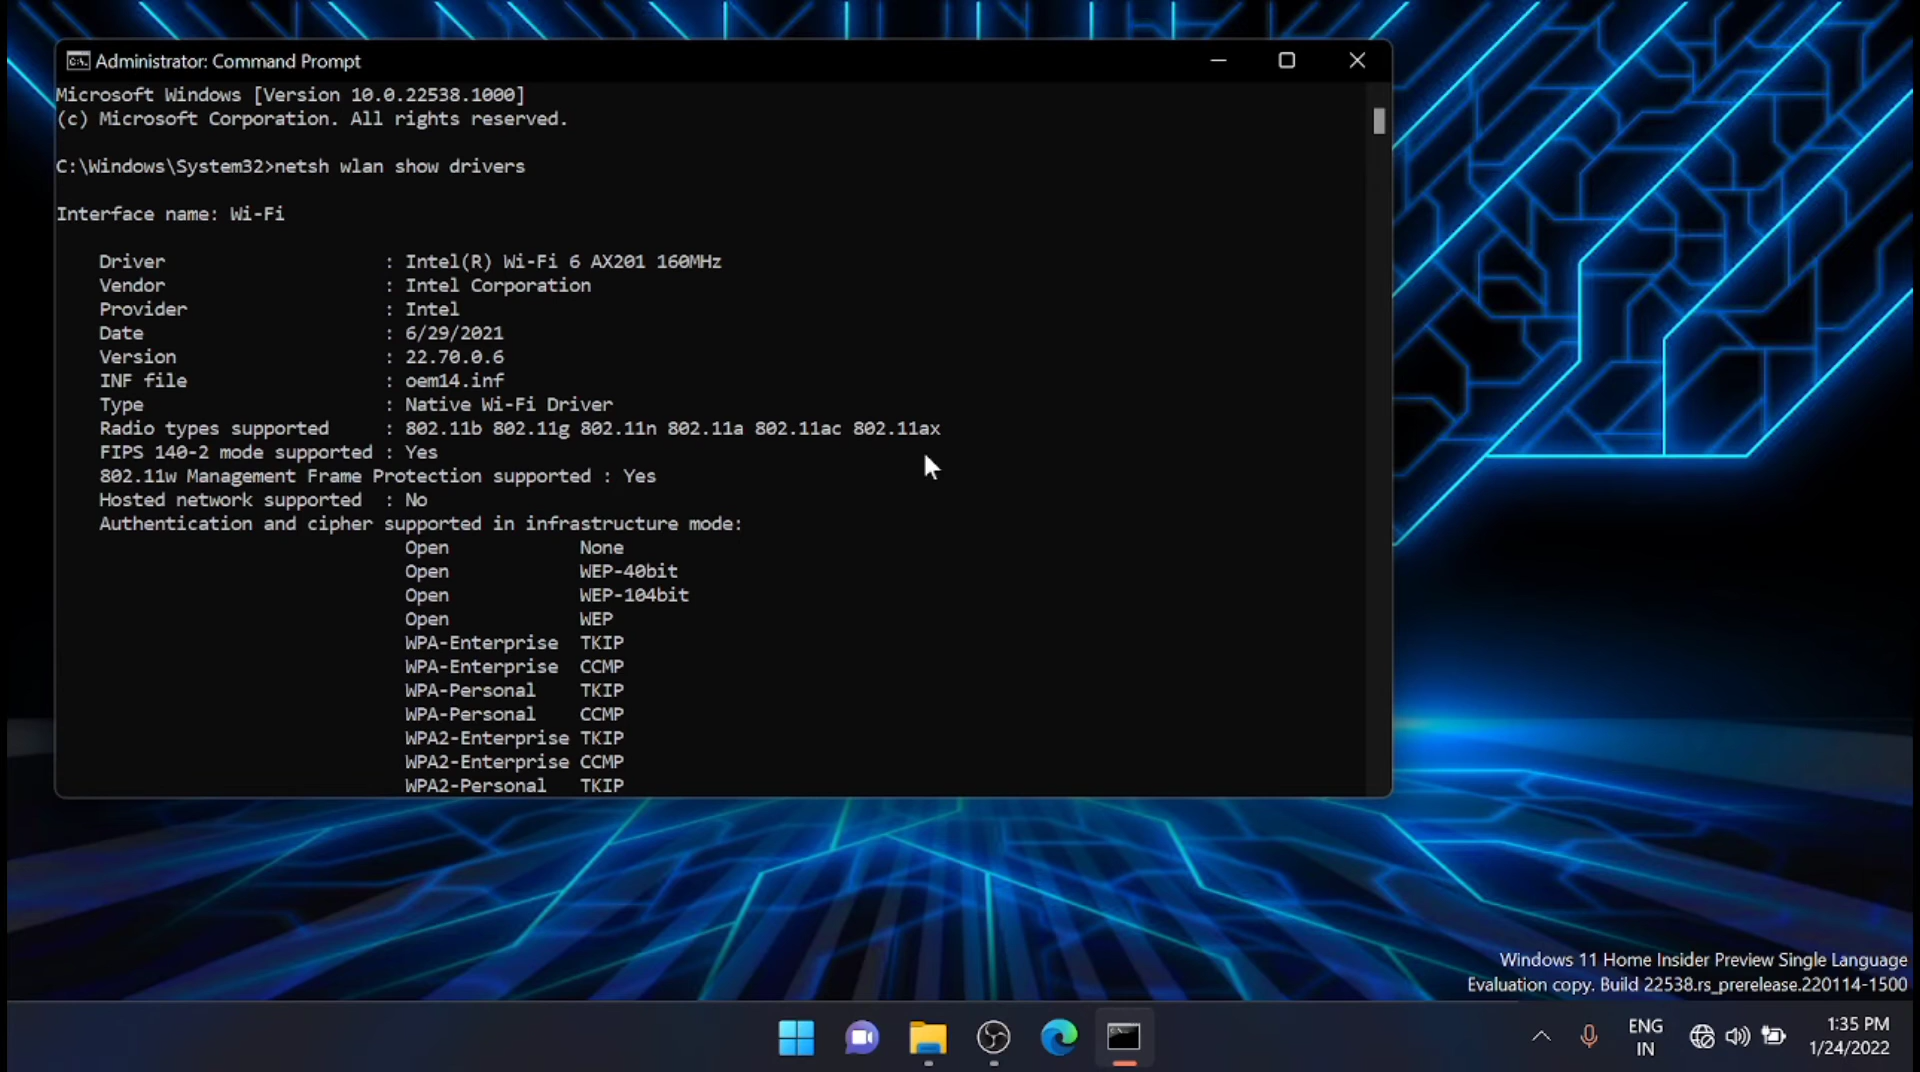 Administrator: Command Prompt
Microsoft Windows [Version 10.0.22538.1000]
(c) Microsoft Corporation. All rights reserved.
C:\Windows\System32>netsh wlan show drivers
Interface name: Wi-Fi
Driver : Intel(R) Wi-Fi 6 AX201 160MHz
Vendor : Intel Corporation
Provider : Intel
Date : 6/29/2021
Version : 22.70.0.6
INF file : oem14.inf
Type : Native Wi-Fi Driver
Radio types supported : 802.11b 802.11g 802.11n 802.11a 802.11ac 802.11ax
FIPS 140-2 mode supported : Yes
802.11w Management Frame Protection supported : Yes
Hosted network supported : No
Authentication and cipher supported in infrastructure mode:
Open None
Open WEP-40bit
Open WEP-104bit
Open WEP
WPA-Enterprise TKIP
WPA-Enterprise CCMP
WPA-Personal TKIP
WPA-Personal CCMP
WPA2-Enterprise TKIP
WPA2-Enterprise CCMP
WPA2-Personal TKIP
Windows 11 Home Insider Preview Single Language
Evaluation copy. Build 22538.rs_prerelease.220114-1500
ENG
IN
1:35 PM
1/24/2022